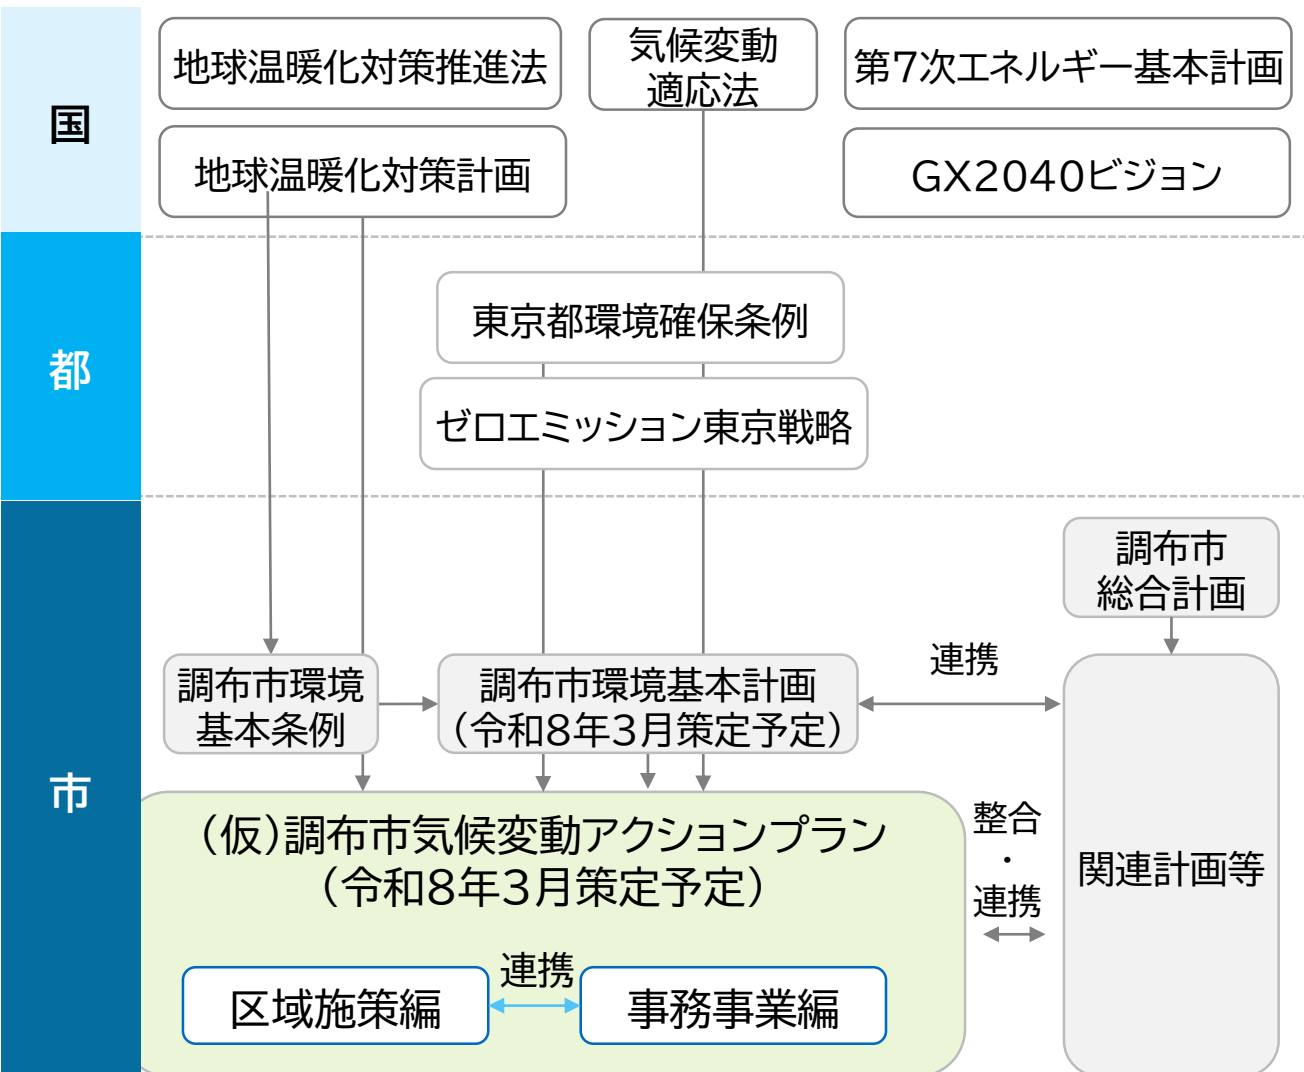 国
地球温暖化対策推進法
気候変動
適応法
第7次エネルギー基本計画
地球温暖化対策計画
GX2040ビジョン
都
東京都環境確保条例
ゼロエミッション東京戦略
市
調布市
総合計画
調布市環境
基本条例
調布市環境基本計画
(令和8年3月策定予定)
連携
(仮)調布市気候変動アクションプラン
(令和8年3月策定予定)
整合
・
連携
関連計画等
区域施策編
連携
事務事業編